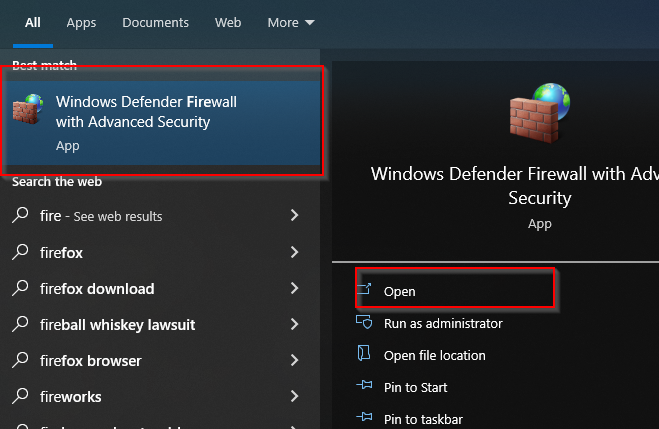 All Apps Documents Web More
Best match
Windows Defender Firewall
with Advanced Security
App
Search the web
fire - See web results
firefox
firefox download
fireball whiskey lawsuit
firefox browser
fireworks
Windows Defender Firewall with Adv
Security
App
Open
Run as administrator
Open file location
Pin to Start
Pin to taskbar